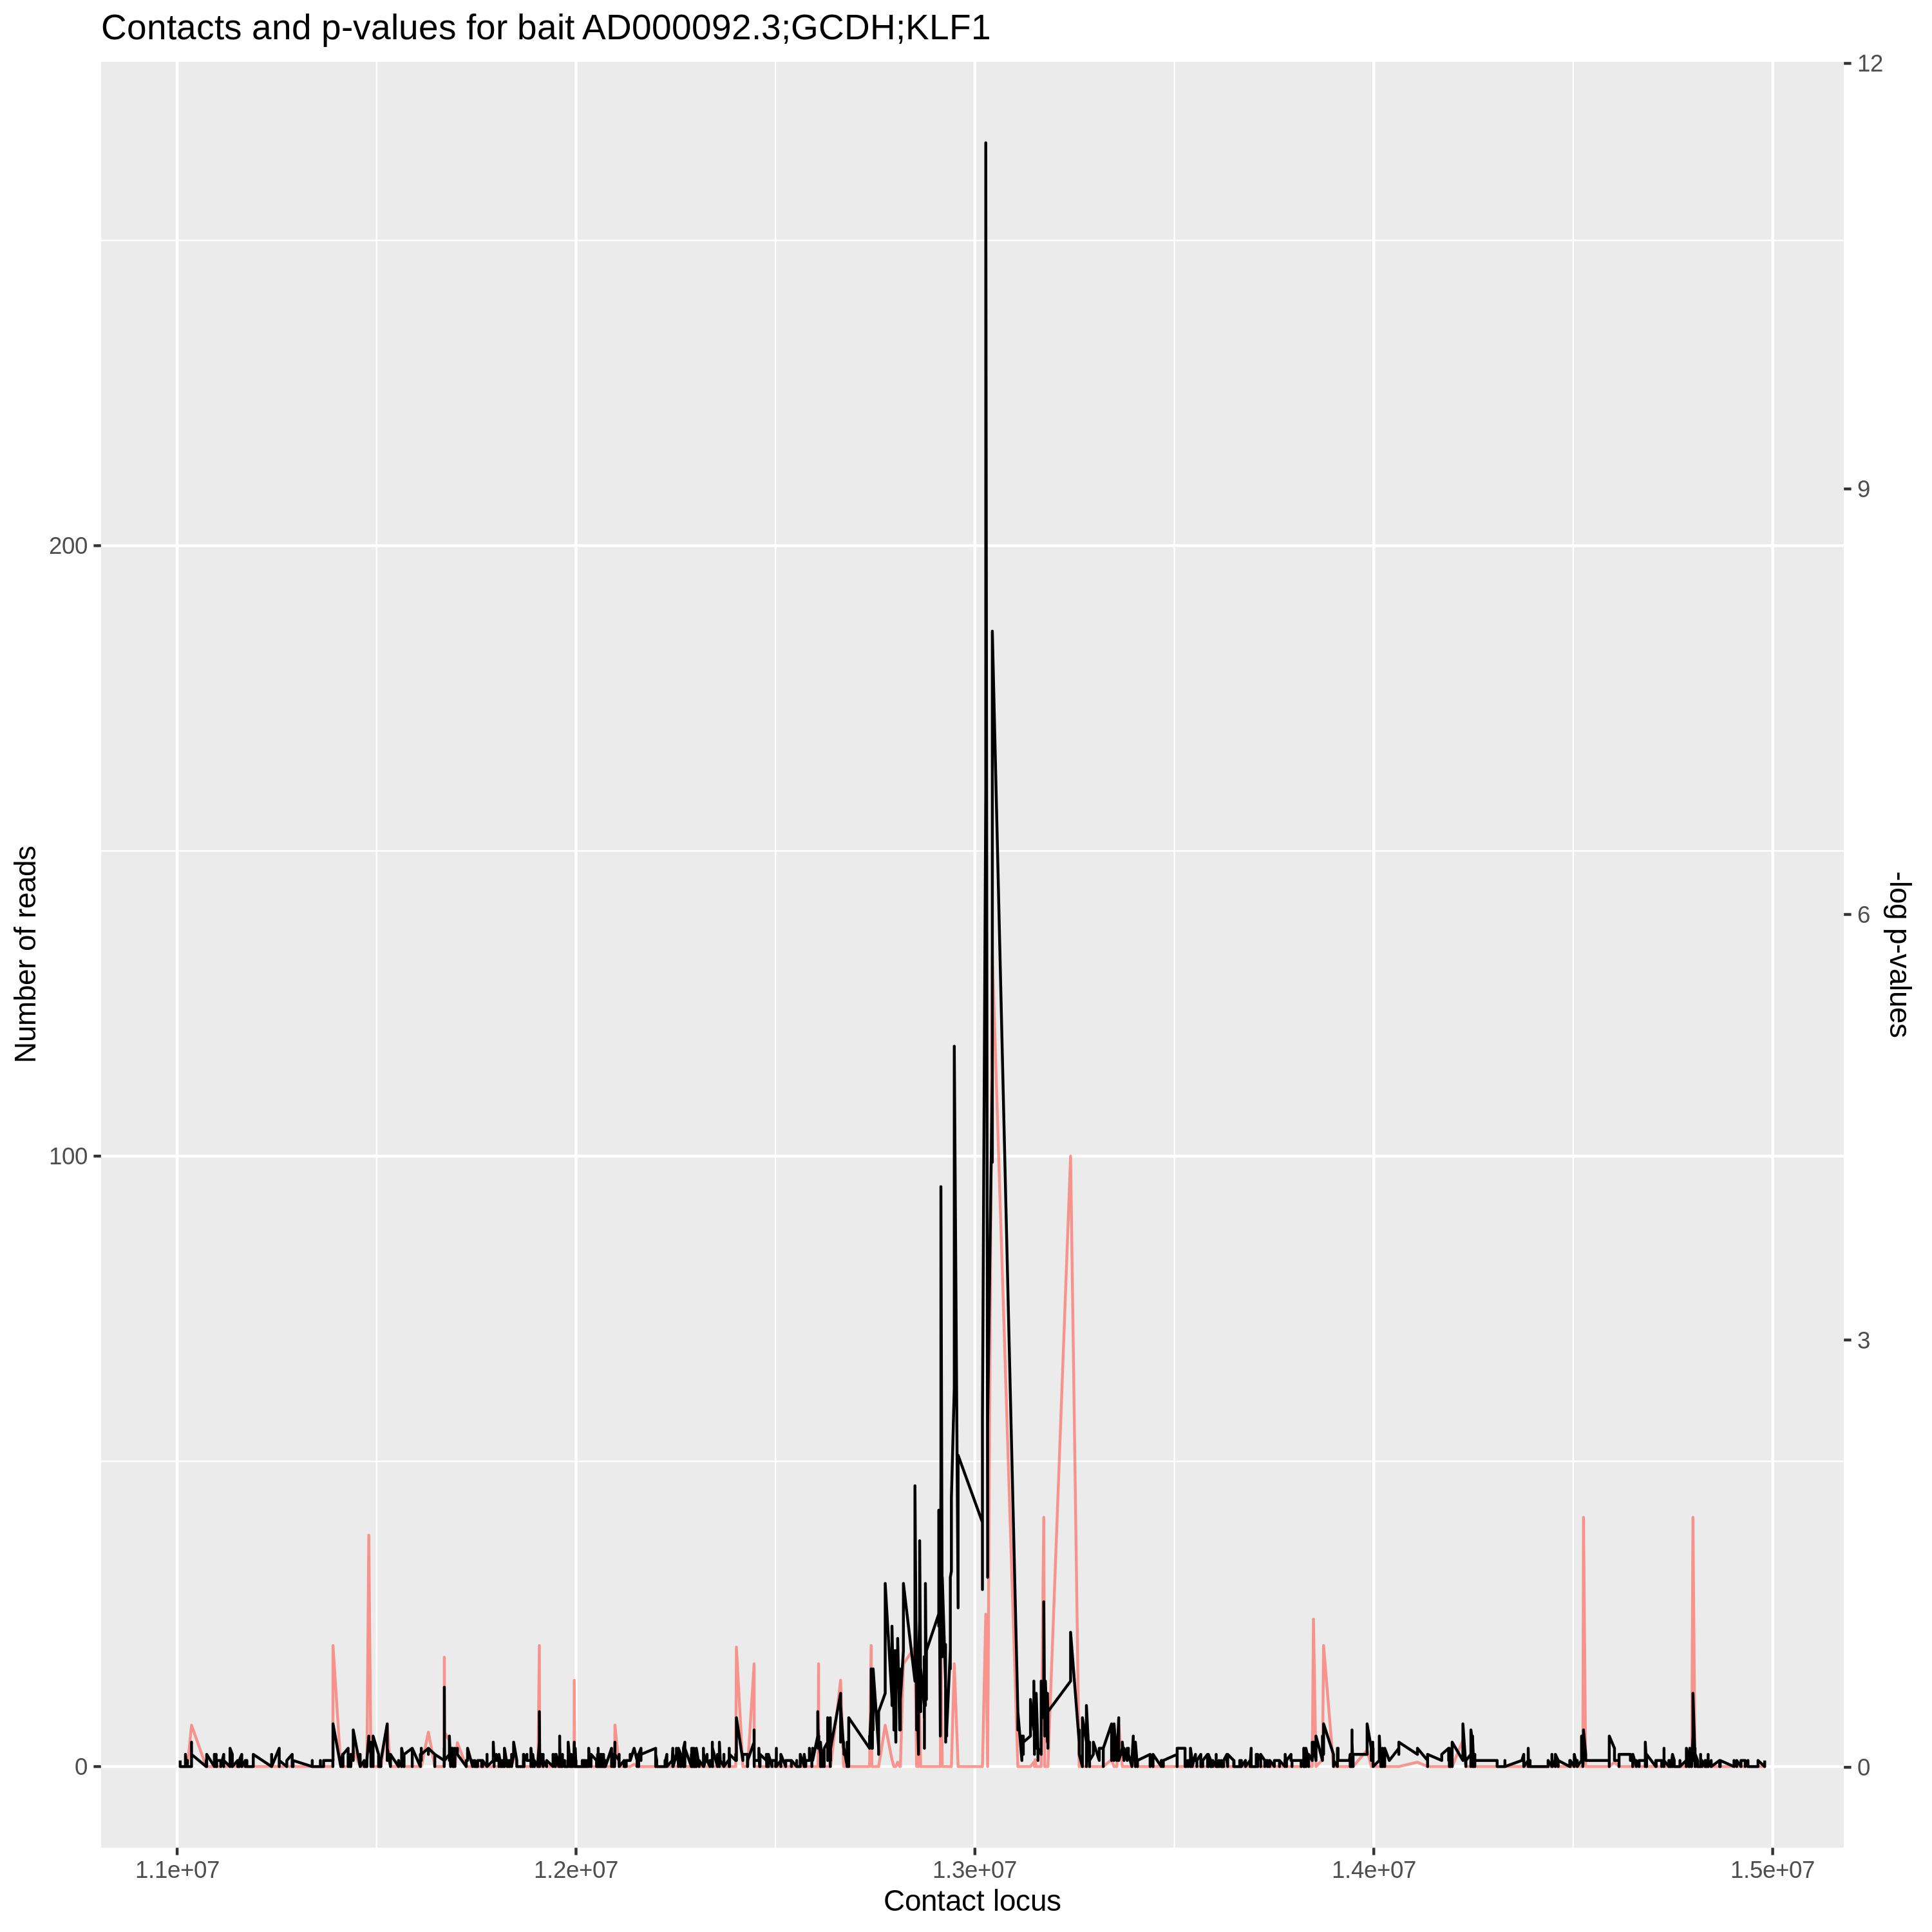 Contacts and p-values for bait AD000092.3;GCDH;KLF1
12
9
200
6
Number of reads
-log p-values
100
3
0
0
1.1e+07
1.2e+07
1.3e+07
1.4e+07
1.5e+07
Contact locus